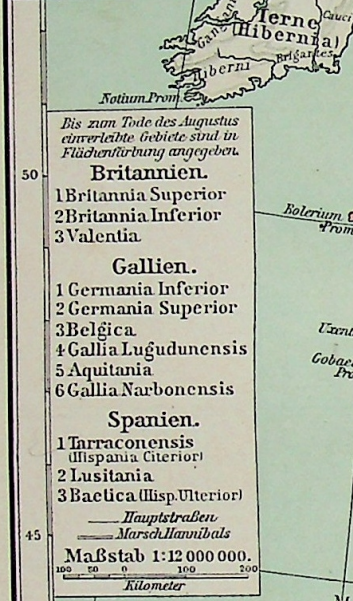 Cauci
Ierne
Gangani
(Hibernia)
Brigantes
Iberni
Notium Prom.
Bis zum Tode des Augustus
einverleibte Gebiete sind in
Flächenfärbung angegeben.
50
Britannien.
1 Britannia Superior
2 Britannia Inferior
3 Valentia
Bolerium
Prom
Gallien.
1 Germania Inferior
2 Germania Superior
3 Belgica
4 Gallia Lugudunensis
5 Aquitania
6 Gallia Narbonensis
Uxent
Gobae
Pr
Spanien.
1 Tarraconensis
(Hispania Citerior)
2 Lusitania
3 Baetica (Hisp. Ulterior)
Hauptstraßen
Marsch Hannibals
45
Maßstab 1:12 000 000.
100 50 0 100 200
Kilometer